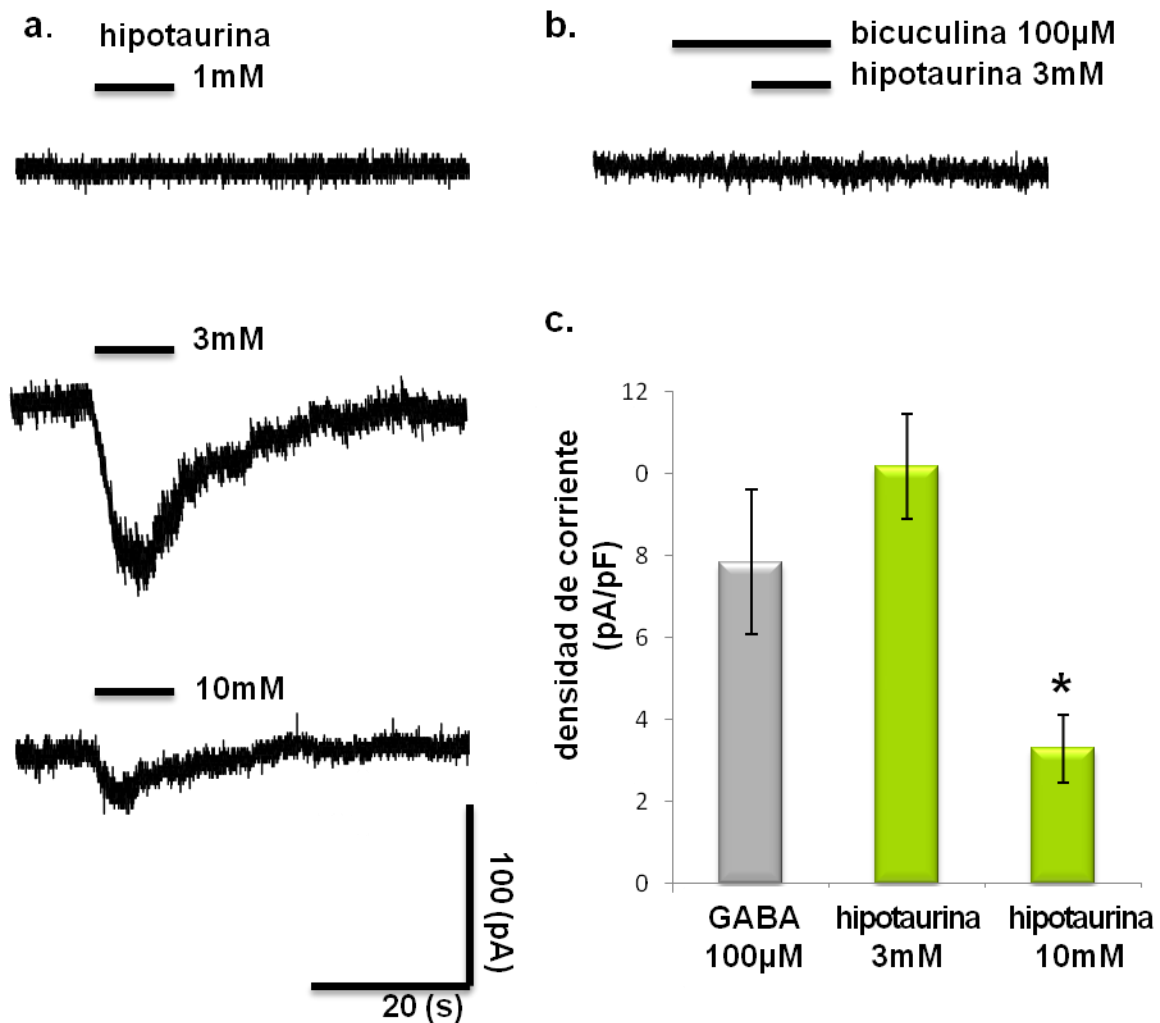 a.
hipotaurina
1mM
3mM
10mM
100 (pA)
20 (s)
b.
bicuculina 100µM
hipotaurina 3mM
c.
densidad de corriente
(pA/pF)
12
0
8
6
4
2
0
*
GABA
100µM
hipotaurina
3mM
hipotaurina
10mM